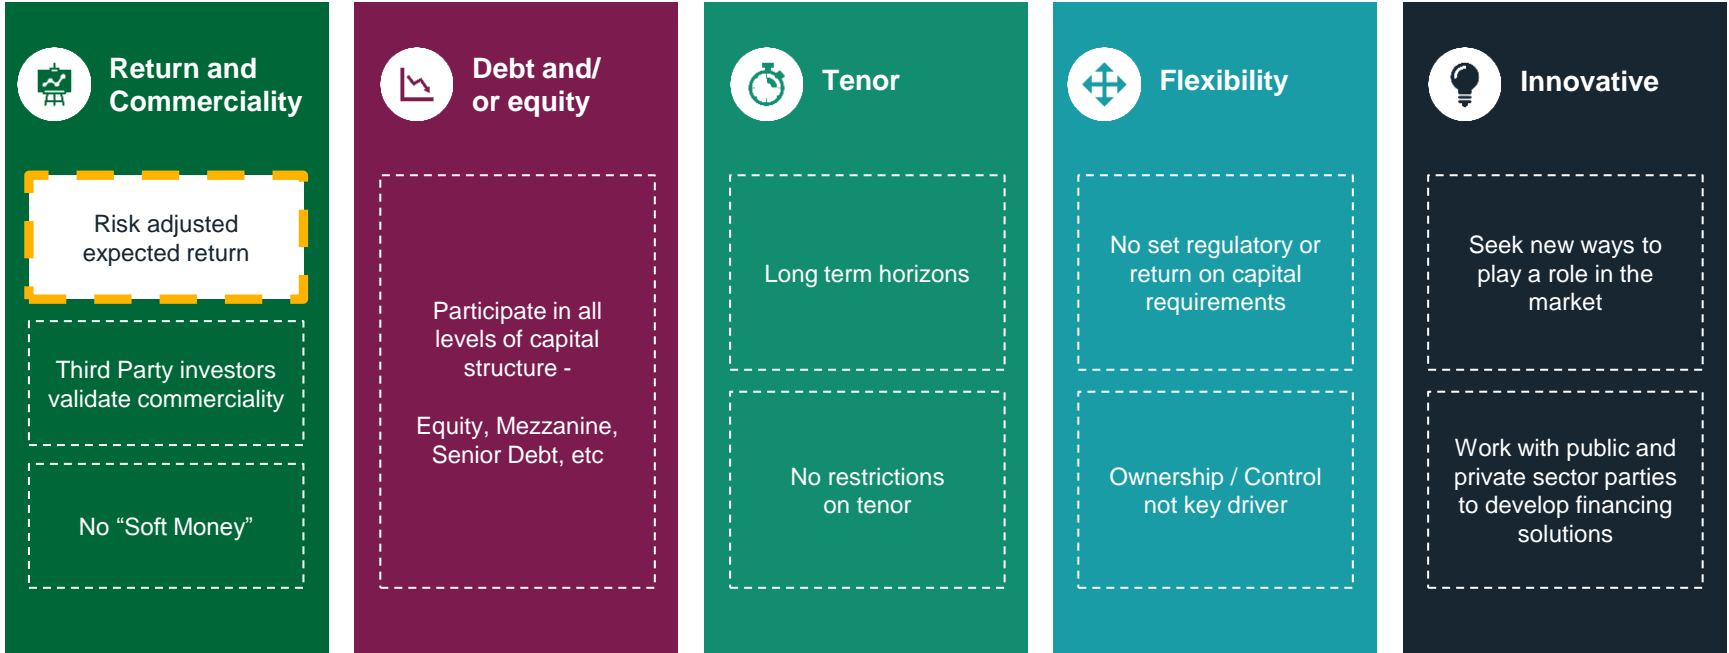 Return and
Commerciality
Risk adjusted
expected return
Third Party investors
validate commerciality
No “Soft Money”
Debt and/
or equity
Participate in all
levels of capital
structure -
Equity, Mezzanine,
Senior Debt, etc
Tenor
Long term horizons
No restrictions
on tenor
Flexibility
No set regulatory or
return on capital
requirements
Ownership / Control
not key driver
Innovative
Seek new ways to
play a role in the
market
Work with public and
private sector parties
to develop financing
solutions